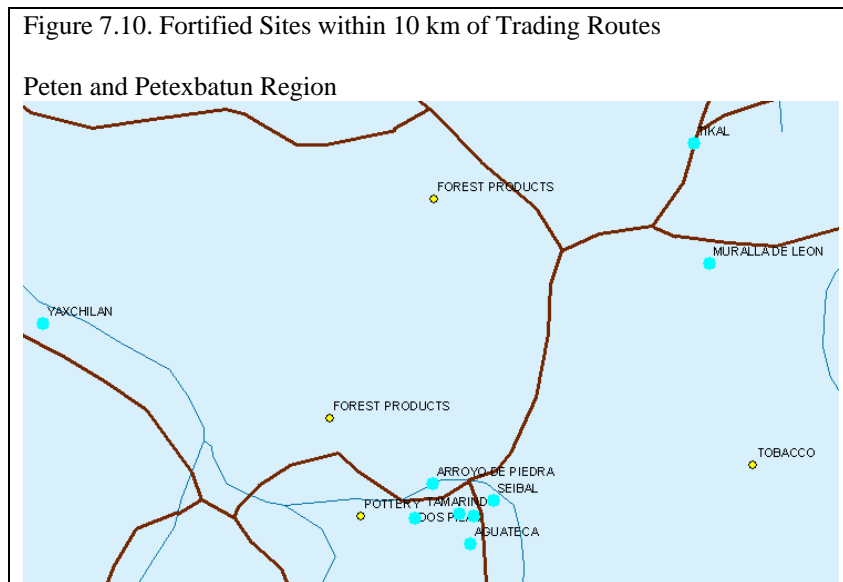 Figure 7.10. Fortified Sites within 10 km of Trading Routes
Peten and Petexbatun Region
TIKAL
FOREST PRODUCTS
MURALLA DE LEON
YAXCHILAN
FOREST PRODUCTS
TOBACCO
ARROYO DE PIEDRA
SEIBAL
POTTERY
TAMARIND
DOS PILAS
AGUATECA